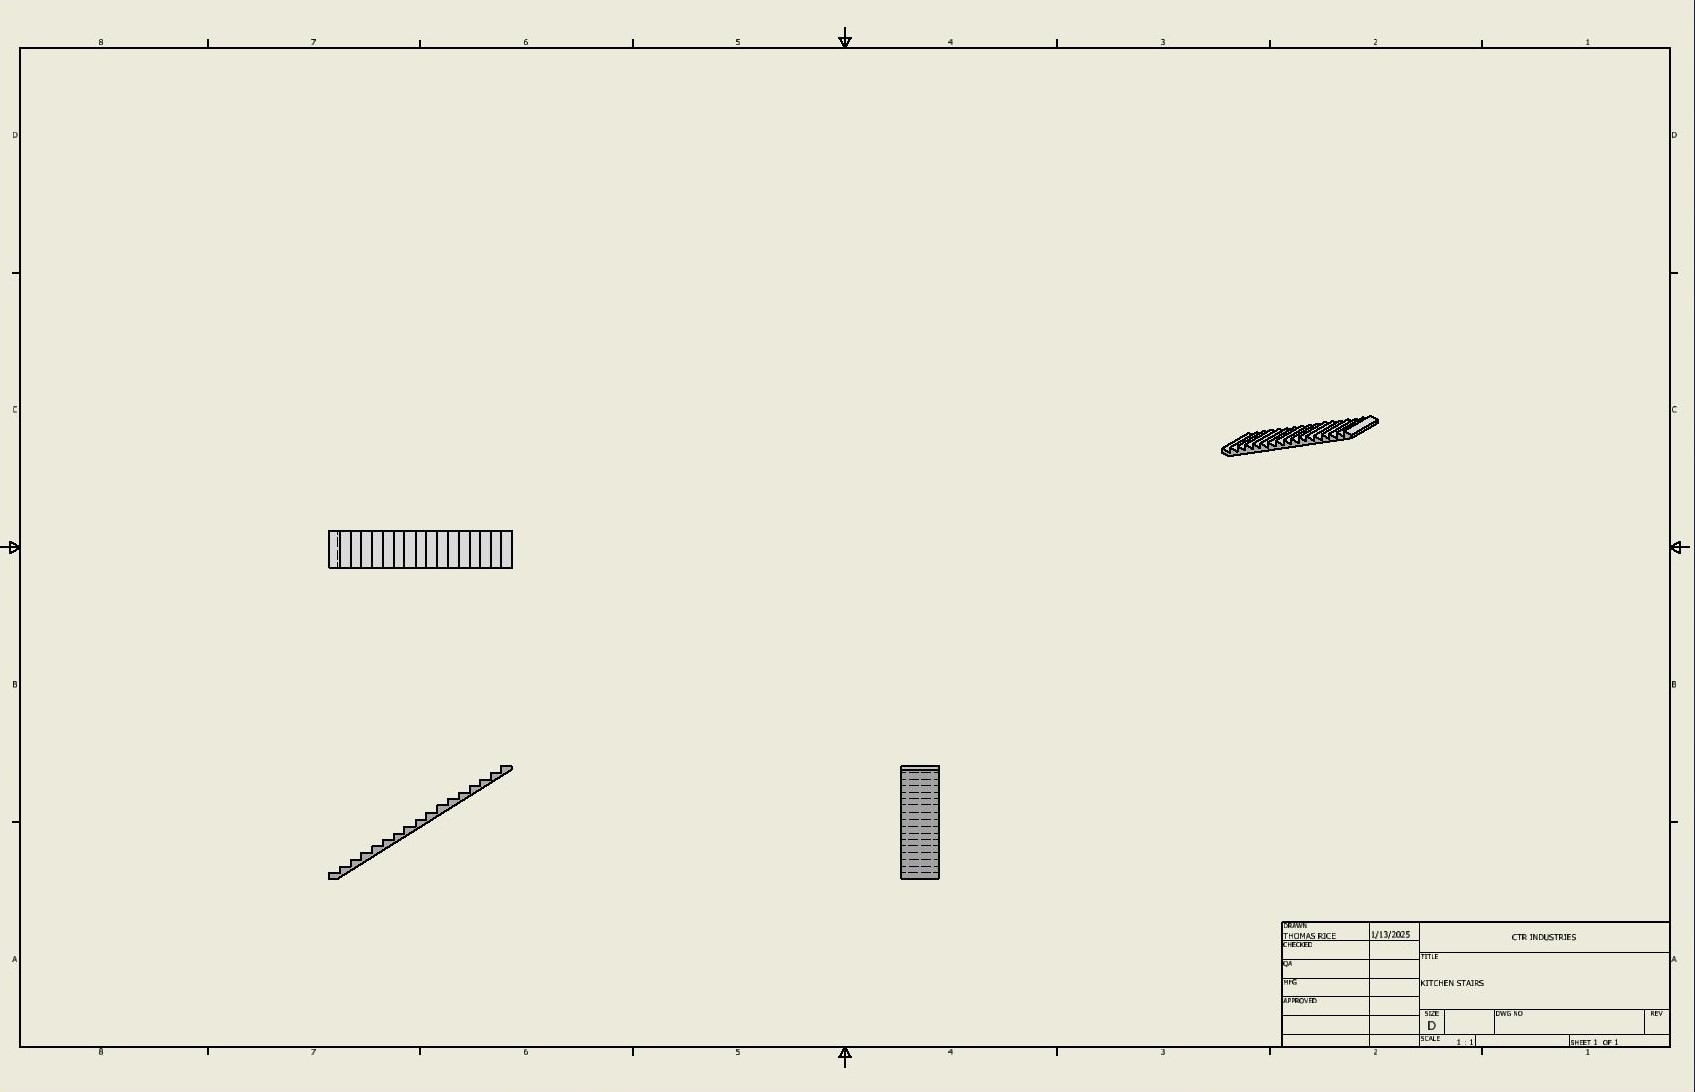 8 7 6 5 4 3 2 1
D D
C C
B B
A A
DRAWN
THOMAS RICE 1/13/2025
CHECKED
QA
MFG
APPROVED
CTR INDUSTRIES
TITLE
KITCHEN STAIRS
SIZE
D
DWG NO
REV
SCALE 1 : 1
SHEET 1 OF 1
8 7 6 5 4 3 2 1